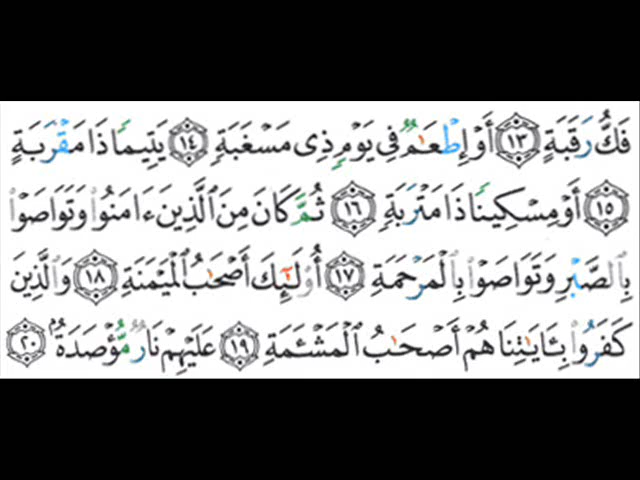 فَكُّ رَقَبَةٍ ١٣ أَوْ إِطْعَٰمٌ فِى يَوْمٍ ذِى مَسْغَبَةٍ ١٤ يَتِيمًا ذَا مَقْرَبَةٍ
١٥ أَوْ مِسْكِينًا ذَا مَتْرَبَةٍ ١٦ ثُمَّ كَانَ مِنَ ٱلَّذِينَ ءَامَنُوا۟ وَتَوَاصَوْا۟
بِٱلصَّبْرِ وَتَوَاصَوْا۟ بِٱلْمَرْحَمَةِ ١٧ أُو۟لَٰٓئِكَ أَصْحَٰبُ ٱلْمَيْمَنَةِ ١٨ وَٱلَّذِينَ
كَفَرُوا۟ بِـَٔايَٰتِنَا هُمْ أَصْحَٰبُ ٱلْمَشْـَٔمَةِ ١٩ عَلَيْهِمْ نَارٌ مُّؤْصَدَةٌۢ ٢٠